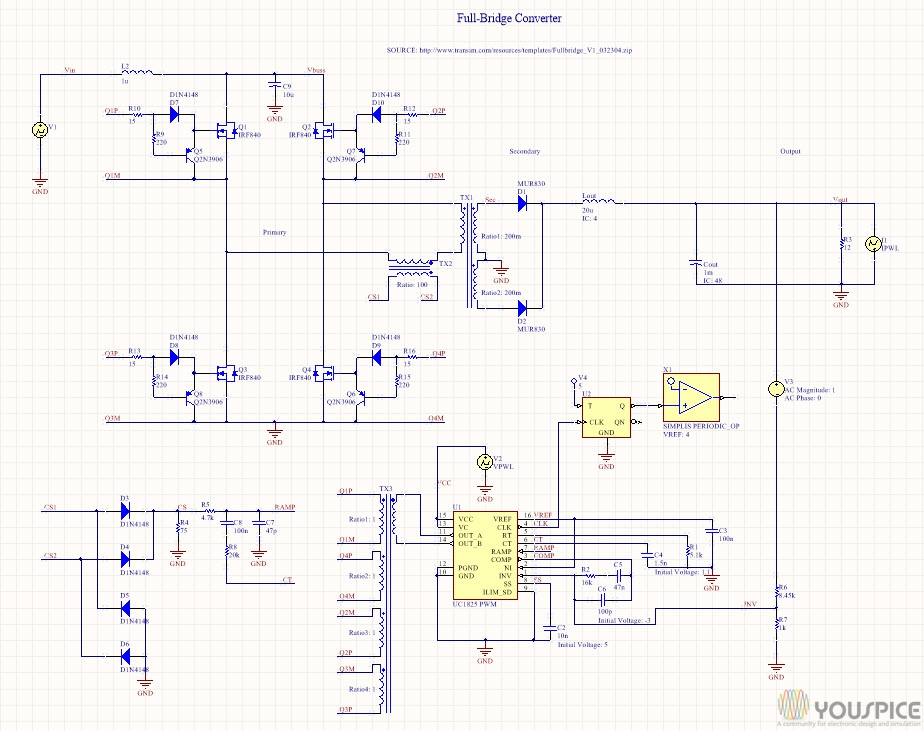 Full-Bridge Converter
SOURCE: http://www.transim.com/resources/templates/Fullbridge_V1_032304.zip
Vin
L2
1u
Vbuss
C9
10u
GND
V1
GND
D1N4148
D7
Q1P
R10
15
R9
220
Q1
IRF840
Q5
Q2N3906
Q1M
D1N4148
D10
R12
15
Q2P
R11
220
Q2
IRF840
Q7
Q2N3906
Q2M
Primary
Secondary
Output
TX1
Sec
Ratio1: 200m
Ratio2: 200m
GND
TX2
Ratio: 100
CS1
CS2
MUR830
D1
D2
MUR830
Lout
20u
IC: 4
Vout
Cout
1m
IC: 48
R3
12
I1
IPWL
GND
D1N4148
D8
Q3P
R13
15
R14
220
Q3
IRF840
Q8
Q2N3906
Q3M
D1N4148
D9
R16
15
Q4P
R15
220
Q4
IRF840
Q6
Q2N3906
Q4M
GND
V4
5
U2
T
Q
CLK
QN
GND
GND
X1
SIMPLIS PERIODIC_OP
VREF: 4
V3
AC Magnitude: 1
AC Phase: 0
V2
VPWL
GND
VCC
CS1
D3
D1N4148
CS
R5
4.7k
RAMP
R4
75
GND
C8
100n
C7
47p
GND
R8
20k
CT
CS2
D4
D1N4148
D5
D1N4148
D6
D1N4148
GND
TX3
Q1P
Ratio1: 1
Q1M
Q4P
Ratio2: 1
Q4M
Q2M
Ratio3: 1
Q2P
Q3M
Ratio4: 1
Q3P
U1
15
VCC
13
VC
11
OUT_A
14
OUT_B
12
PGND
10
GND
UC1825 PWM
VREF
16
VREF
CLK
4
CLK
RT
5
CT
6
CT
RAMP
7
RAMP
COMP
3
COMP
NI
2
INV
1
SS
8
SS
ILIM_SD
9
R2
16k
C5
47n
C6
100p
Initial Voltage: -3
C4
1.5n
Initial Voltage: 1.1
R1
5.1k
C3
100n
GND
C2
10n
Initial Voltage: 5
GND
INV
R6
8.45k
R7
1k
GND
YOUSPICE
A community for electronic design and simulation